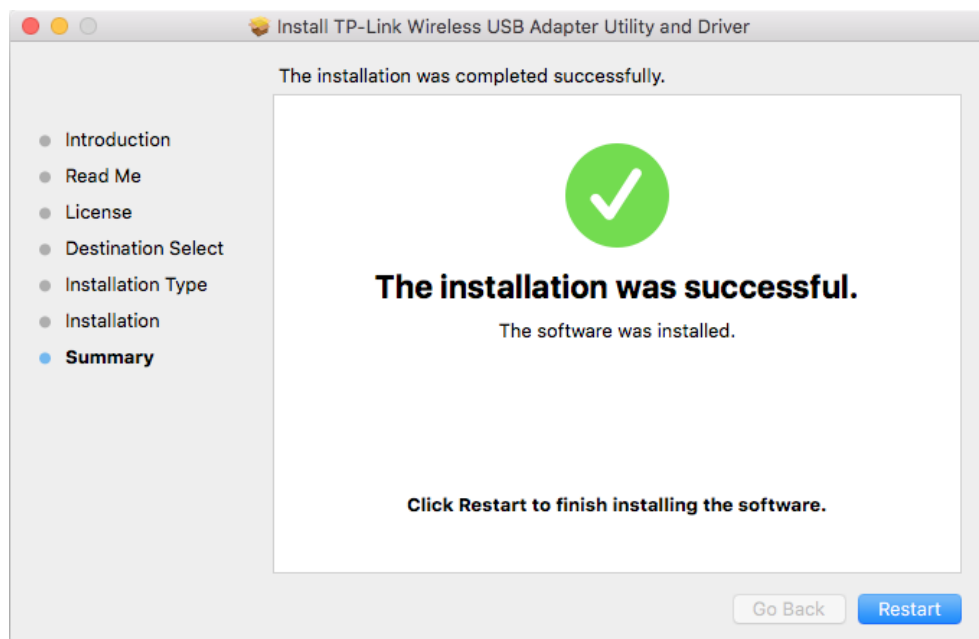 Install TP-Link Wireless USB Adapter Utility and Driver
The installation was completed successfully.
Introduction
Read Me
License
Destination Select
Installation Type
Installation
Summary
The installation was successful.
The software was installed.
Click Restart to finish installing the software.
Go Back
Restart